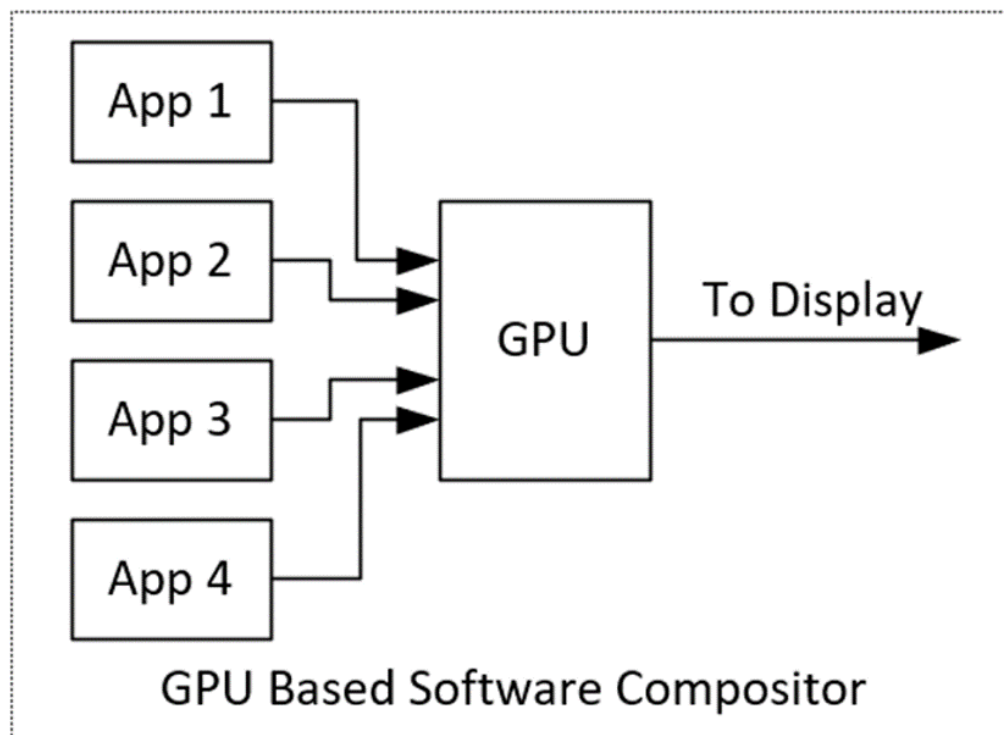 App 1
App 2
App 3
App 4
GPU
To Display
GPU Based Software Compositor